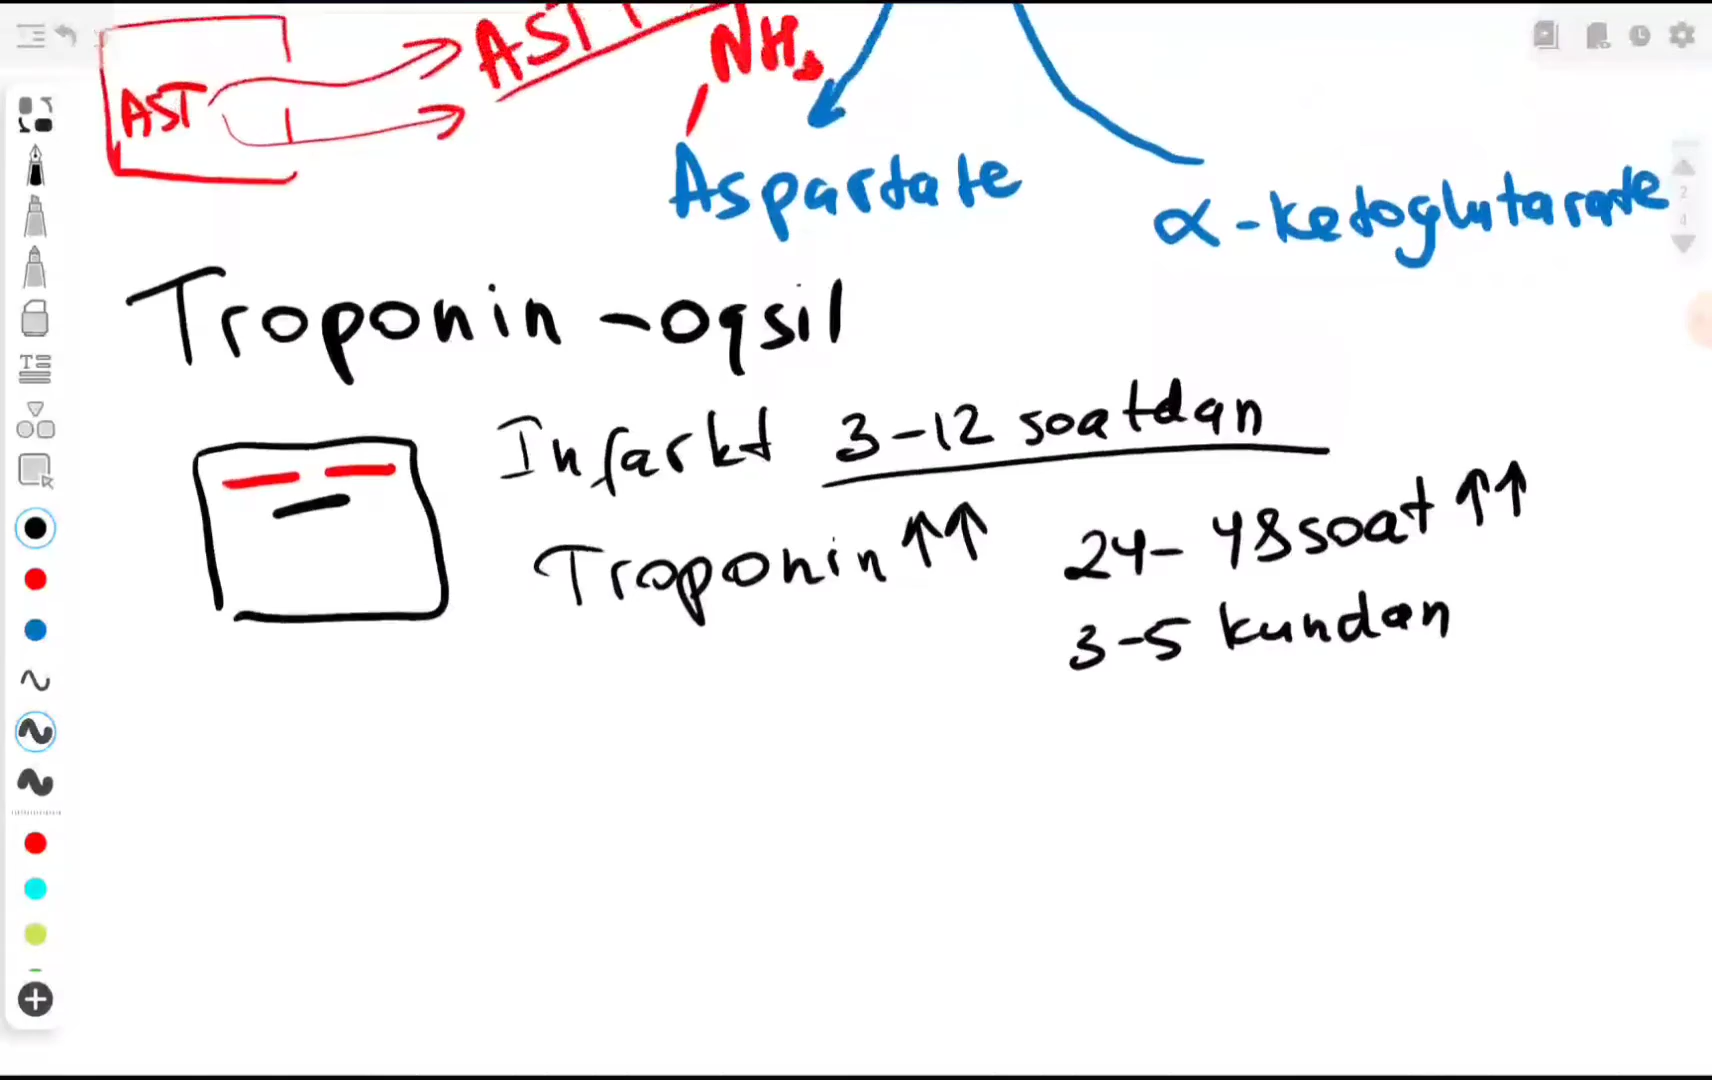 AST
AST
NH₃
Aspartate
α-ketoglutarate
Troponin - oqsil
Infarkt 3-12 soatdan
Troponin ↑↑
24-48 soat ↑↑
3-5 kundan